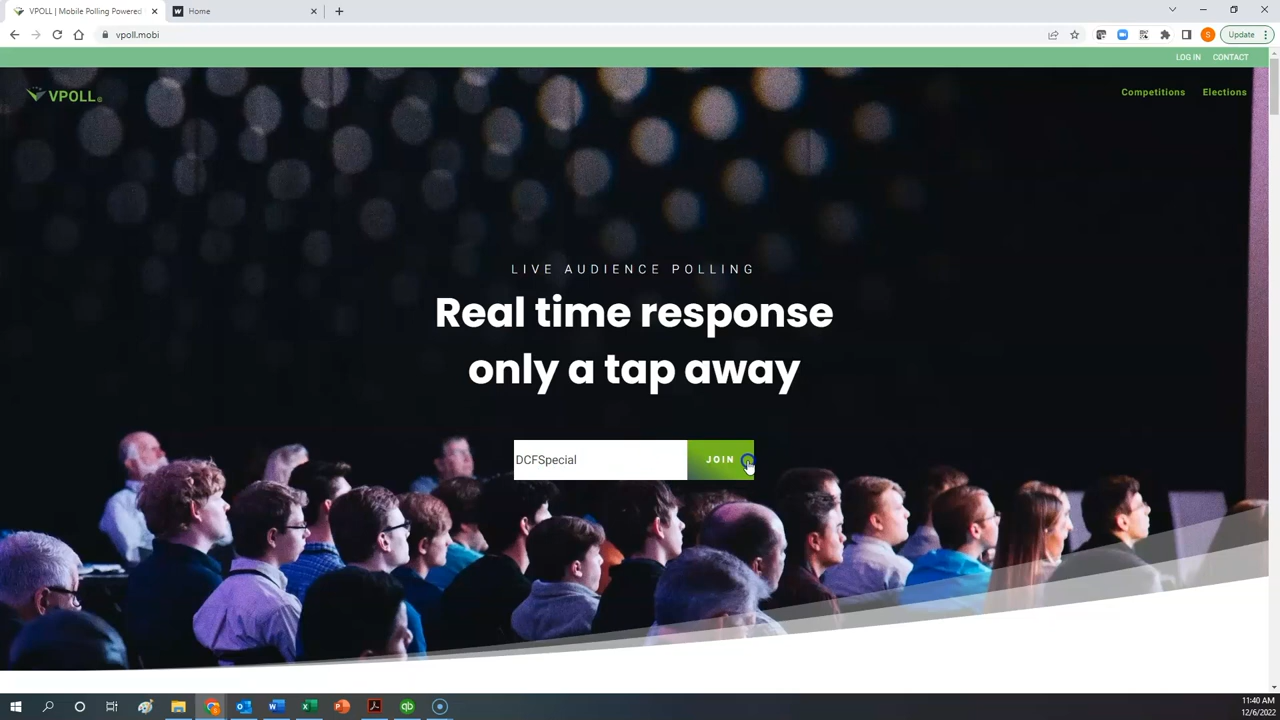 VPOLL | Mobile Polling Powered
Home
vpoll.mobi
Update
LOG IN CONTACT
VPOLL
Competitions Elections
LIVE AUDIENCE POLLING
Real time response
only a tap away
DCFSpecial JOIN
11:40 AM
12/6/2022